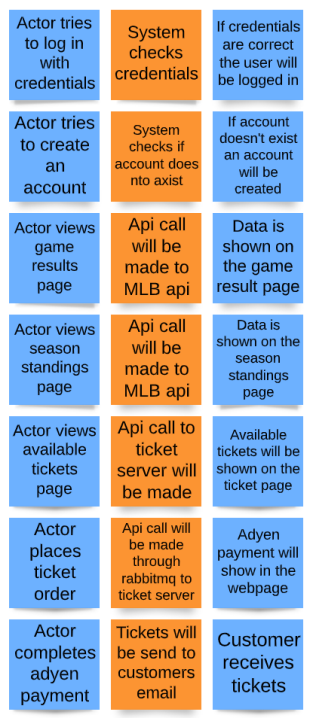 Actor tries
to log in
with
credentials
System
checks
credentials
If credentials
are correct
the user will
be logged in
Actor tries
to create
an
account
System
checks if
account does
nto axist
If account
doesn't exist
an account
will be
created
Actor views
game
results
page
Api call
will be
made to
MLB api
Data is
shown on
the game
result page
Actor views
season
standings
page
Api call
will be
made to
MLB api
Data is
shown on the
season
standings
page
Actor views
available
tickets
page
Api call to
ticket
server will
be made
Available
tickets will be
shown on the
ticket page
Actor
places
ticket
order
Api call will
be made
through
rabbitmq to
ticket server
Adyen
payment will
show in the
webpage
Actor
completes
adyen
payment
Tickets will
be send to
customers
email
Customer
receives
tickets